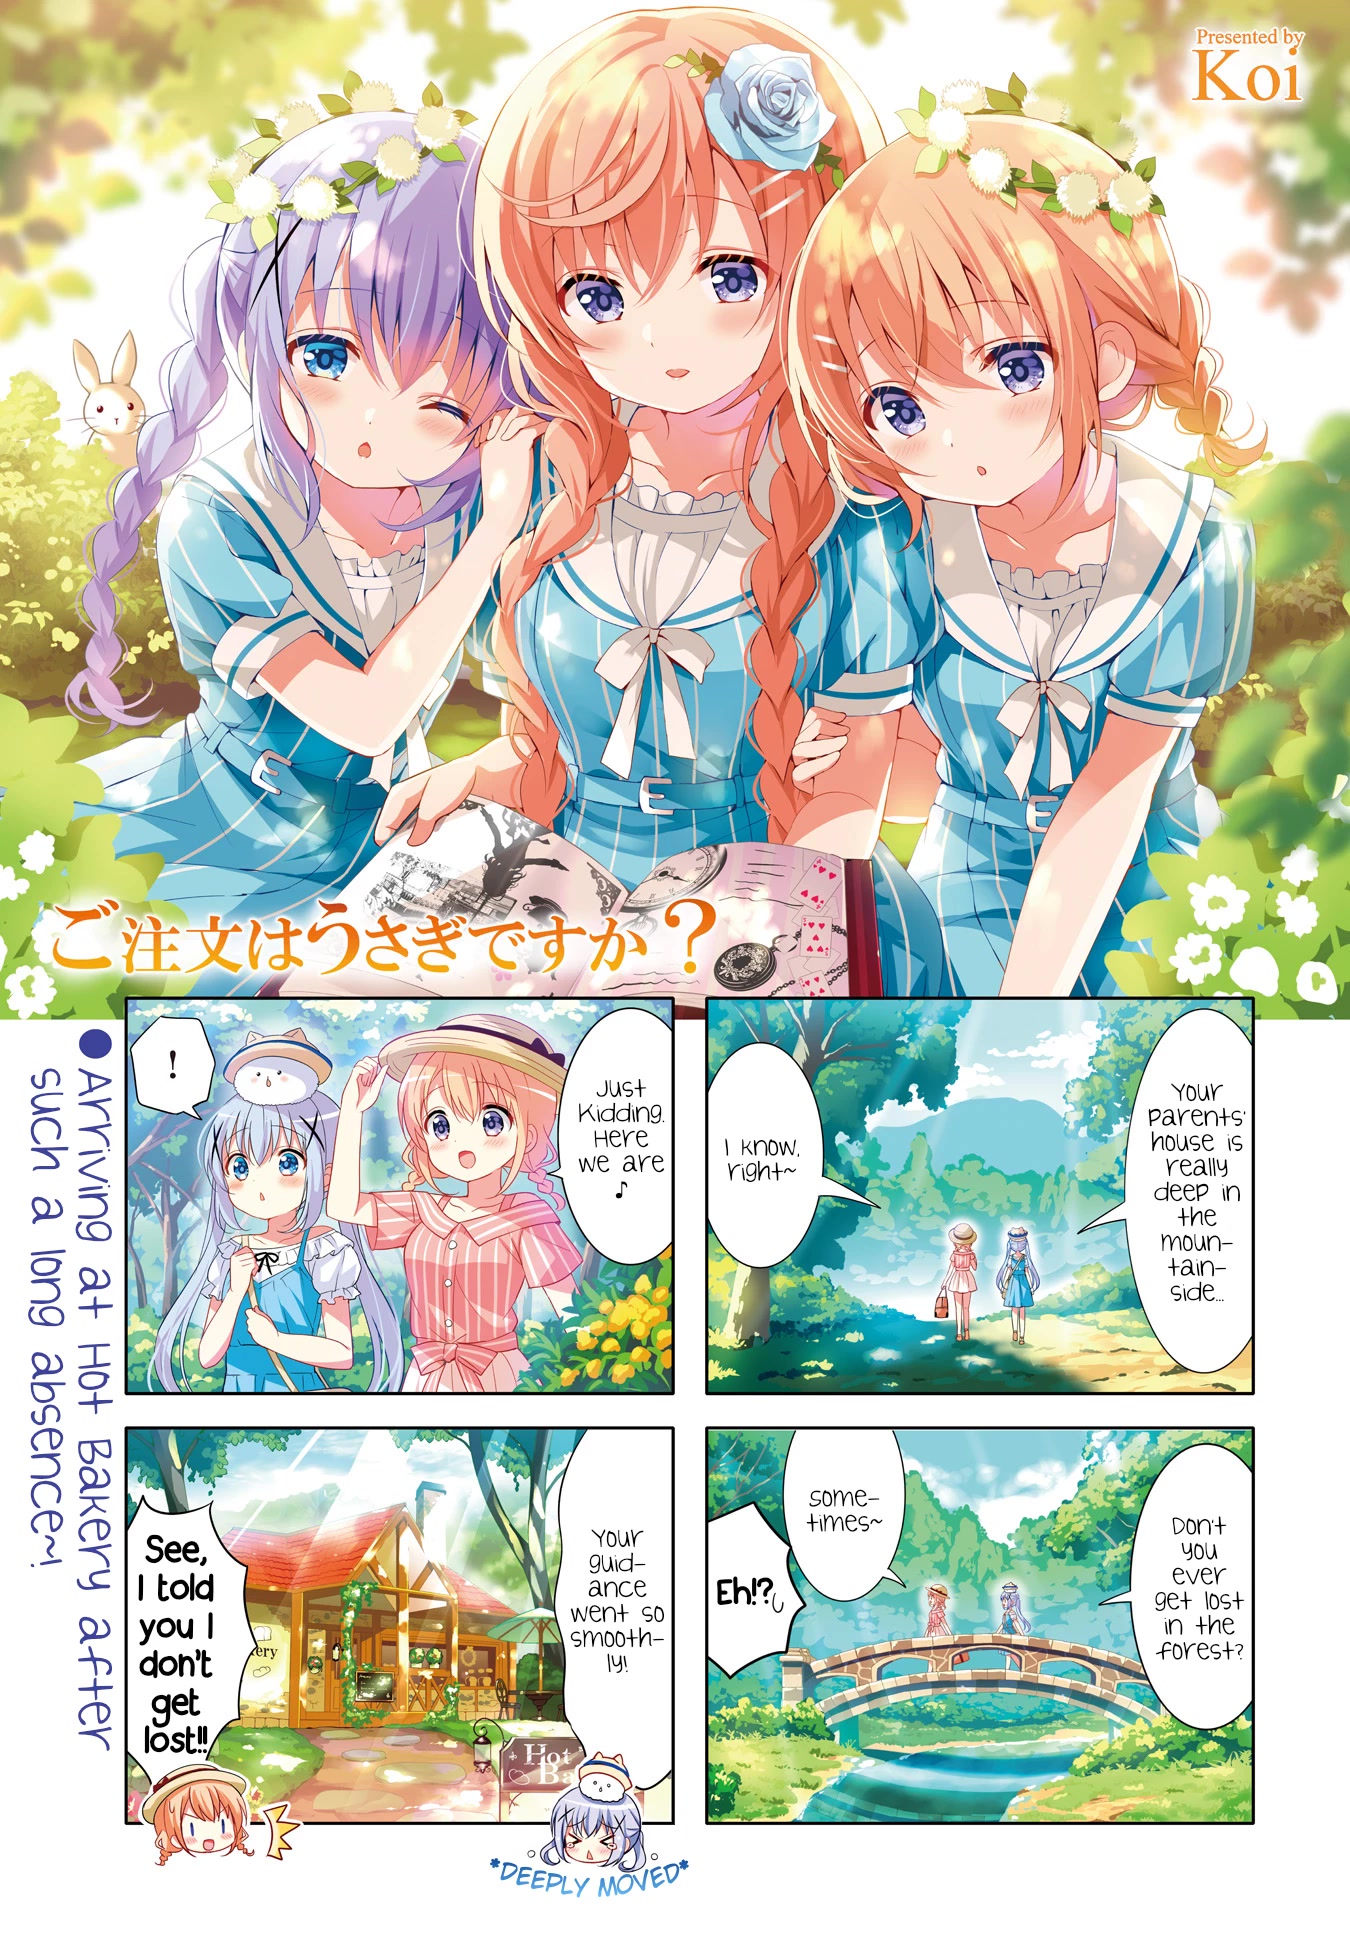 Presented by
Koi
ご注文はうさぎですか？
Your
Parents'
house is
really
deep in
the
moun-
tain-
side...
I know,
right~
Don't
you
ever
get lost
in the
forest?
some-
times~
Eh!?
Just
Kidding.
Here
we are
♪
!
Your
guid-
ance
went so
smooth-
ly!
See,
I told
you I
don't
get
lost!!
kery
Hot
Ba
*DEEPLY MOVED*
●Arriving at Hot Bakery after
such a long absence~!